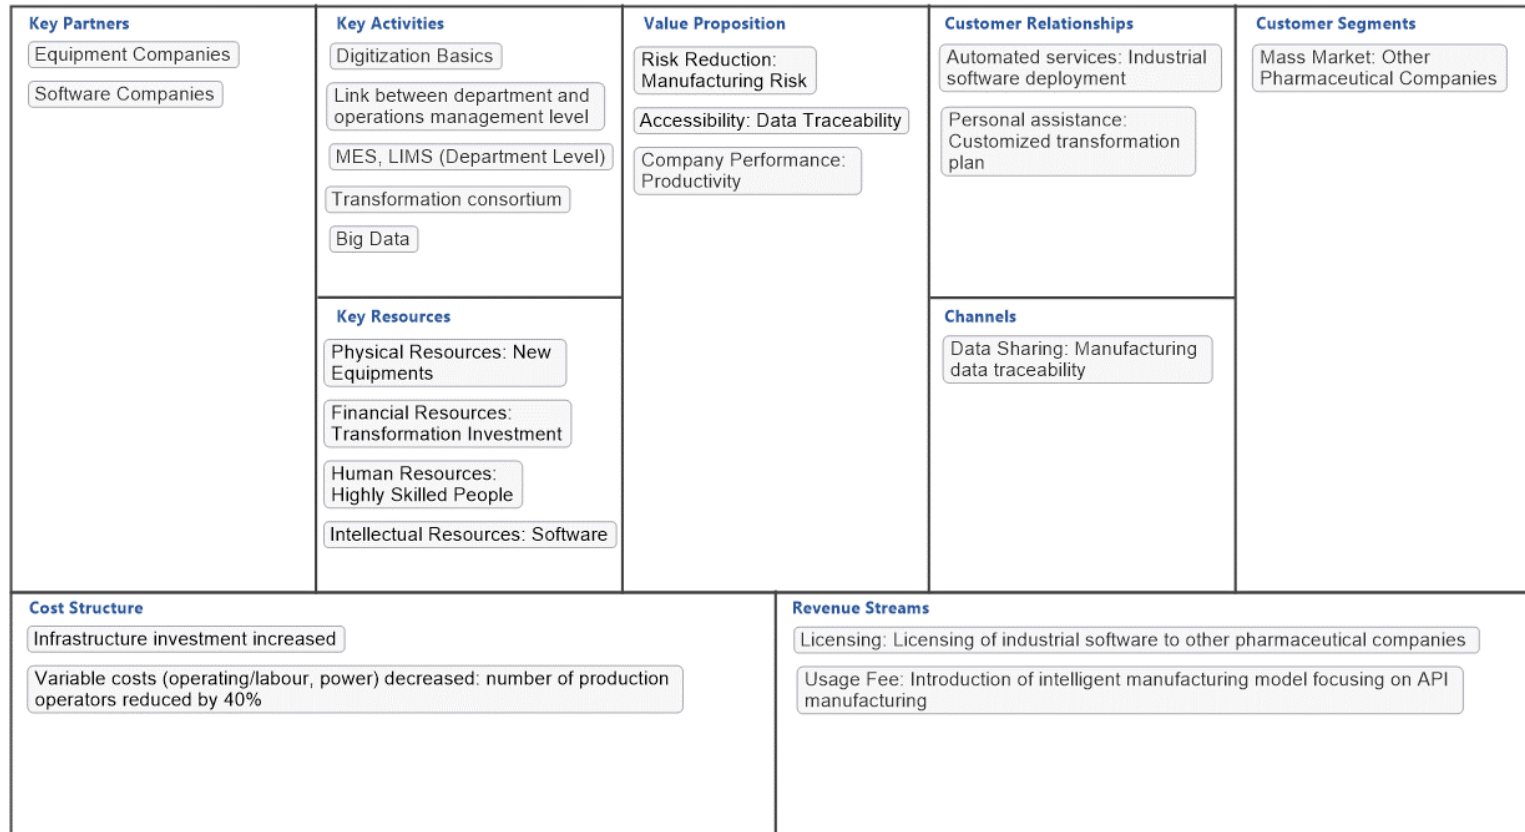 Key Partners
Equipment Companies
Software Companies
Key Activities
Digitization Basics
Link between department and
operations management level
MES, LIMS (Department Level)
Transformation consortium
Big Data
Key Resources
Physical Resources: New
Equipments
Financial Resources:
Transformation Investment
Human Resources:
Highly Skilled People
Intellectual Resources: Software
Value Proposition
Risk Reduction:
Manufacturing Risk
Accessibility: Data Traceability
Company Performance:
Productivity
Customer Relationships
Automated services: Industrial
software deployment
Personal assistance:
Customized transformation
plan
Channels
Data Sharing: Manufacturing
data traceability
Customer Segments
Mass Market: Other
Pharmaceutical Companies
Cost Structure
Infrastructure investment increased
Variable costs (operating/labour, power) decreased: number of production
operators reduced by 40%
Revenue Streams
Licensing: Licensing of industrial software to other pharmaceutical companies
Usage Fee: Introduction of intelligent manufacturing model focusing on API
manufacturing